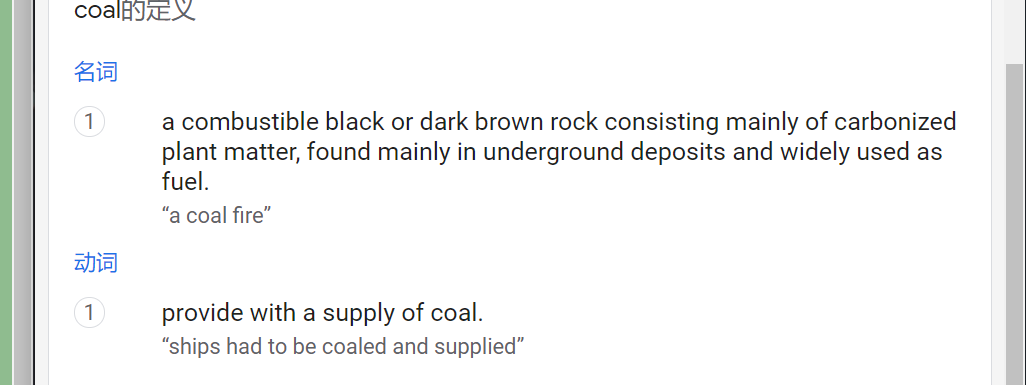 coal的定义
名词
1
a combustible black or dark brown rock consisting mainly of carbonized
plant matter, found mainly in underground deposits and widely used as
fuel.
“a coal fire”
动词
1
provide with a supply of coal.
“ships had to be coaled and supplied”